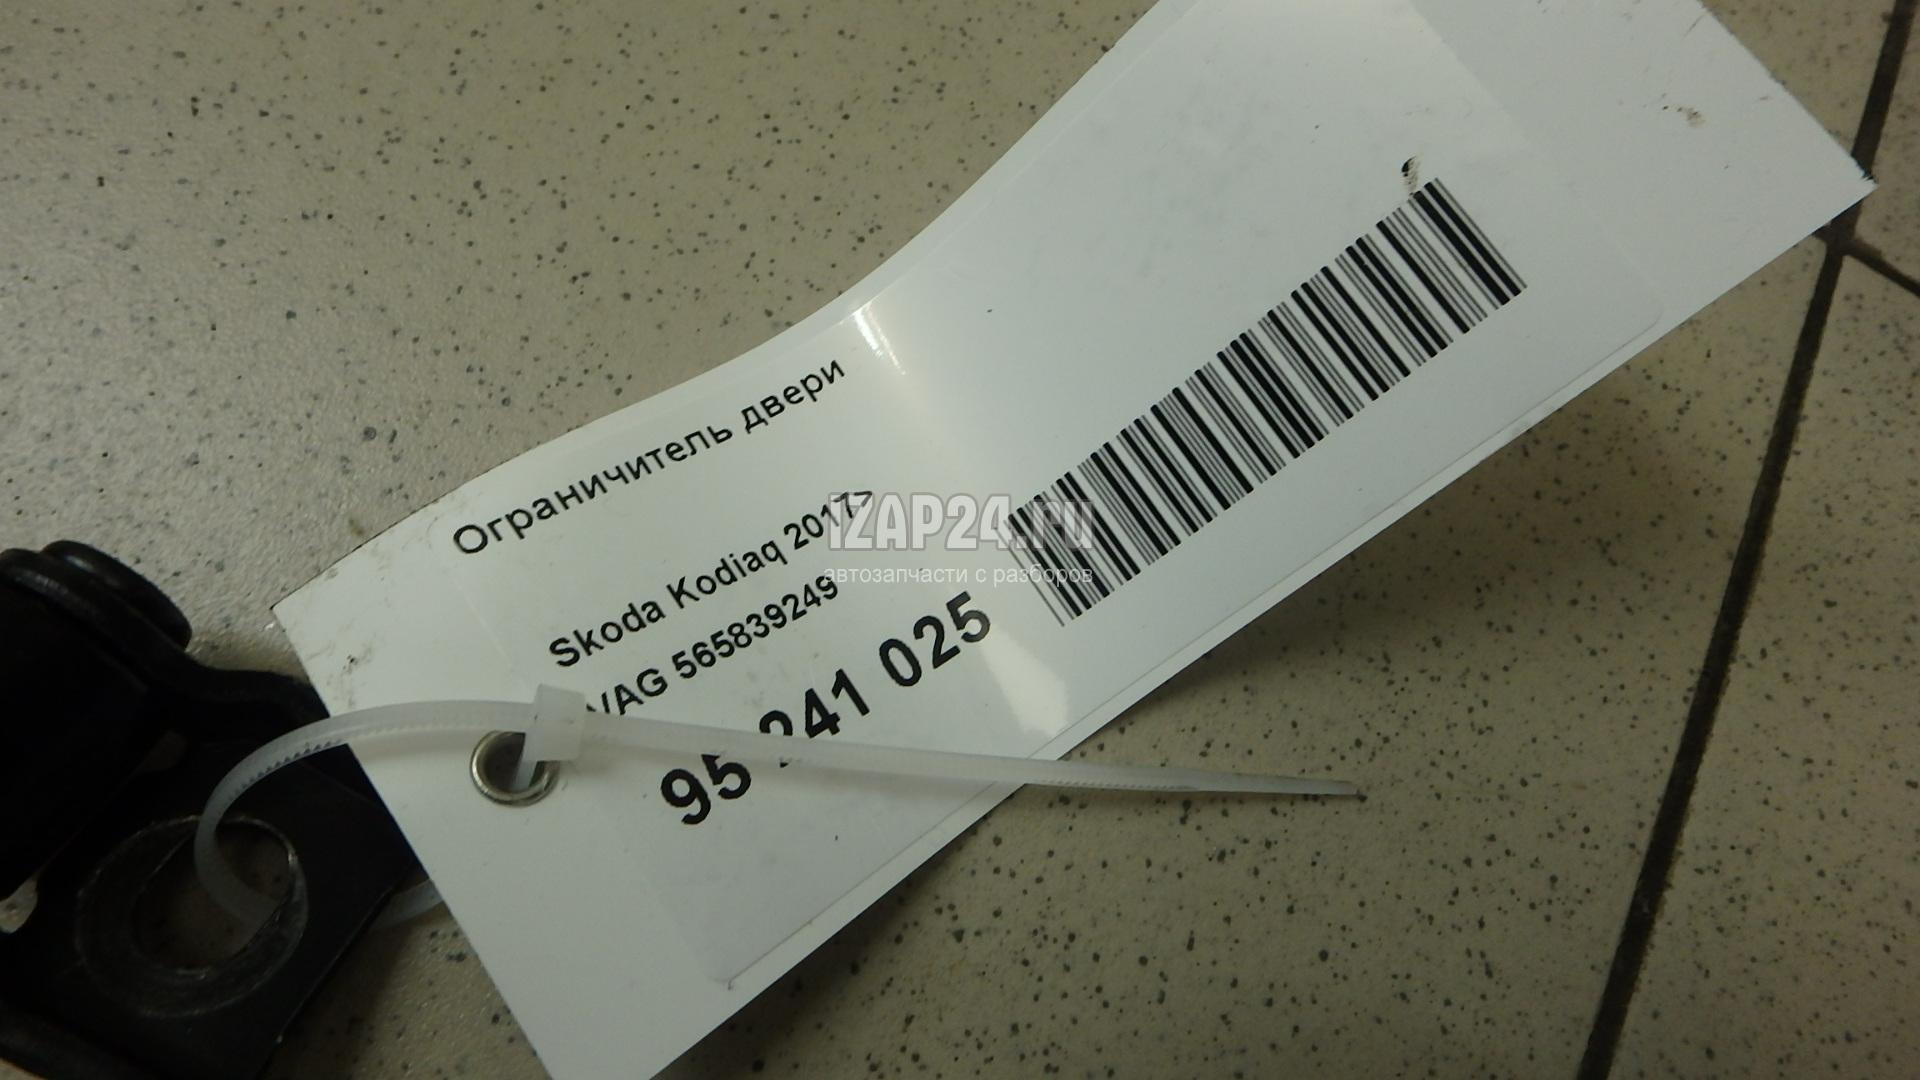 Ограничитель двери
Skoda Kodiaq 2017>
VAG 565839249
95 241 025
iZAP24.ru
автозапчасти с разборов